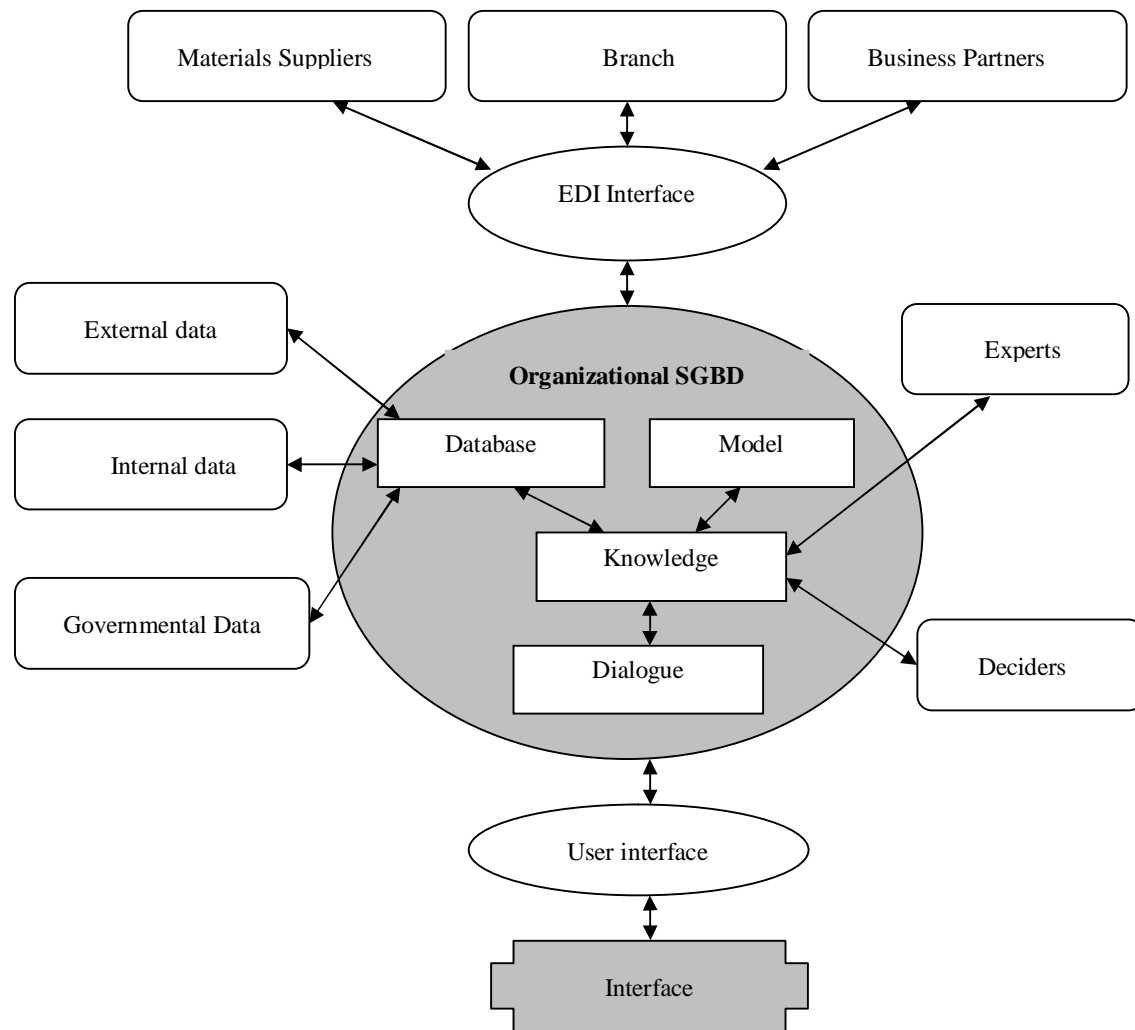 Materials Suppliers
Branch
Business Partners
EDI Interface
External data
Experts
Organizational SGBD
Database
Model
Internal data
Knowledge
Governmental Data
Dialogue
Deciders
User interface
Interface